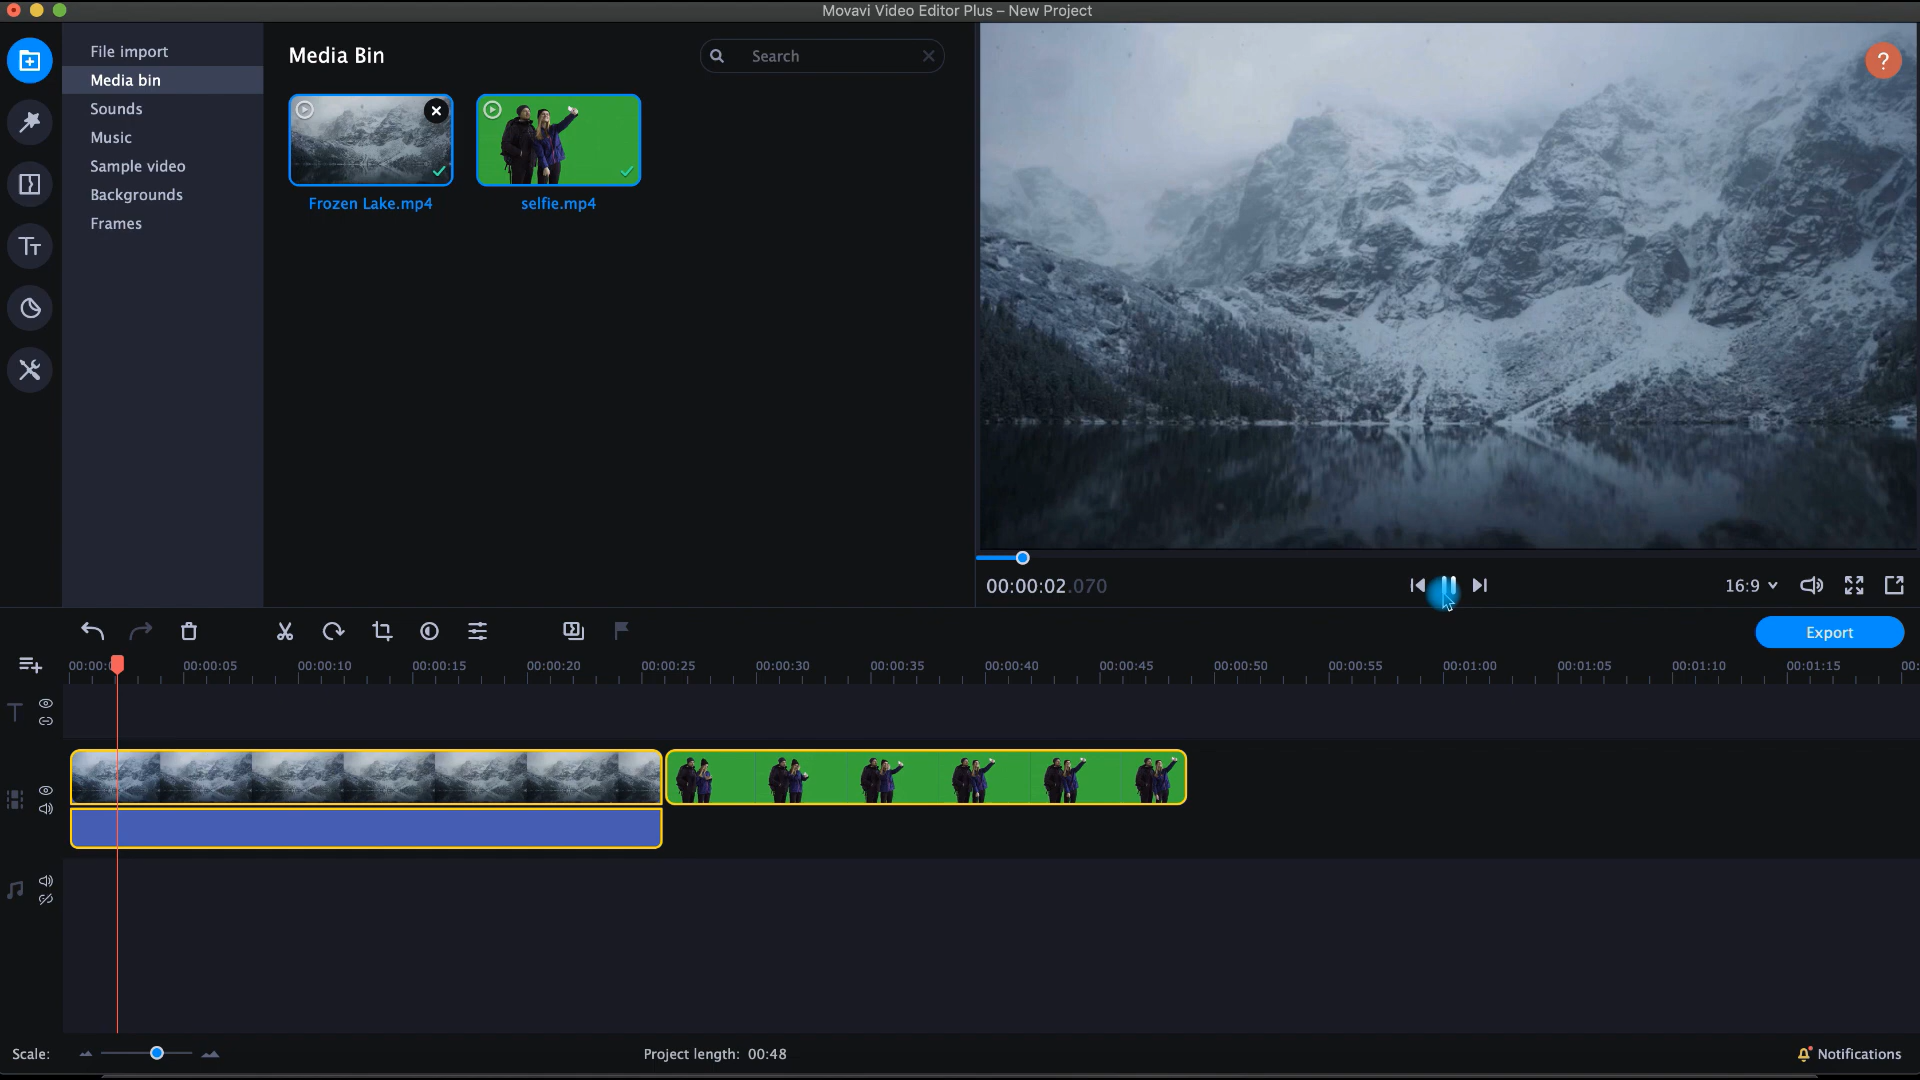 Movavi Video Editor Plus – New Project
File import
Media bin
Sounds
Music
Sample video
Backgrounds
Frames
Media Bin
Search
Frozen Lake.mp4
selfie.mp4
?
00:00:02.070
16:9
Export
00:00:05
00:00:10
00:00:15
00:00:20
00:00:25
00:00:30
00:00:35
00:00:40
00:00:45
00:00:50
00:00:55
00:01:00
00:01:05
00:01:10
00:01:15
Scale:
Project length: 00:48
Notifications